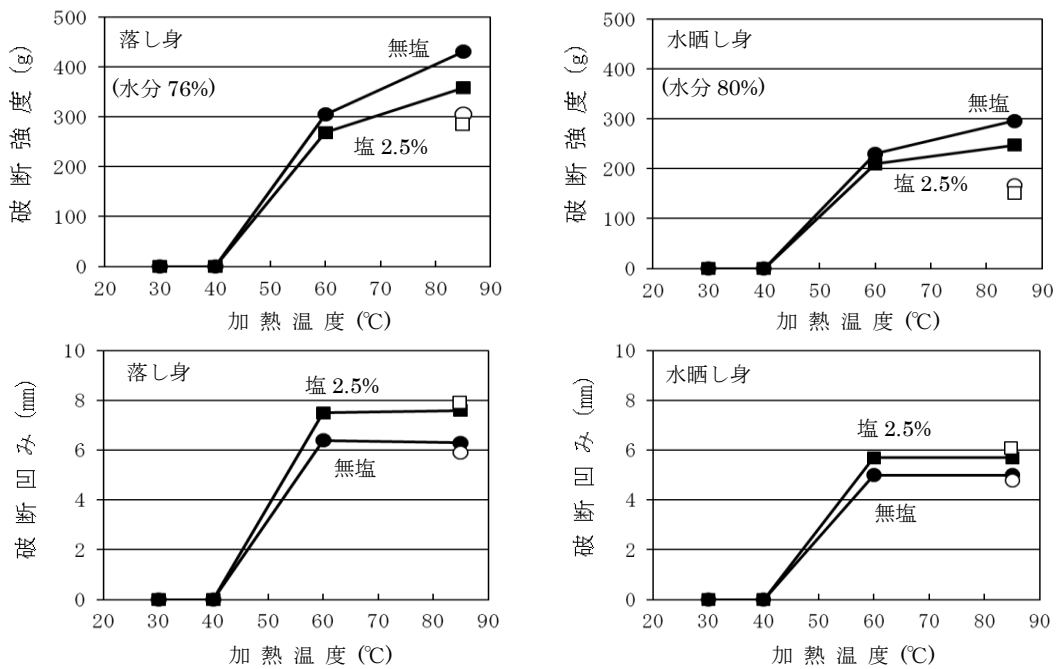 落し身
(水分 76%)
無塩
塩 2.5%
破断強度 (g)
500
400
300
200
100
0
20 30 40 50 60 70 80 90
加熱温度 (℃)
水晒し身
(水分 80%)
無塩
塩 2.5%
破断強度 (g)
500
400
300
200
100
0
20 30 40 50 60 70 80 90
加熱温度 (℃)
落し身
塩 2.5%
無塩
破断凹み (㎜)
10
8
6
4
2
0
20 30 40 50 60 70 80 90
加熱温度 (℃)
水晒し身
塩 2.5%
無塩
破断凹み (㎜)
10
8
6
4
2
0
20 30 40 50 60 70 80 90
加熱温度 (℃)